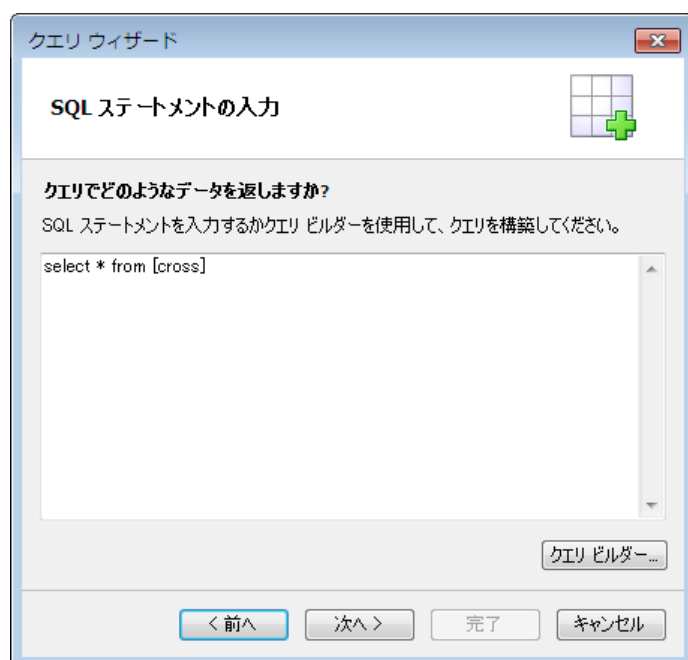 クエリ ウィザード
SQL ステートメントの入力
クエリでどのようなデータを返しますか?
SQL ステートメントを入力するかクエリ ビルダーを使用して、クエリを構築してください。
select * from [cross]
クエリ ビルダー...
< 前へ
次へ >
完了
キャンセル